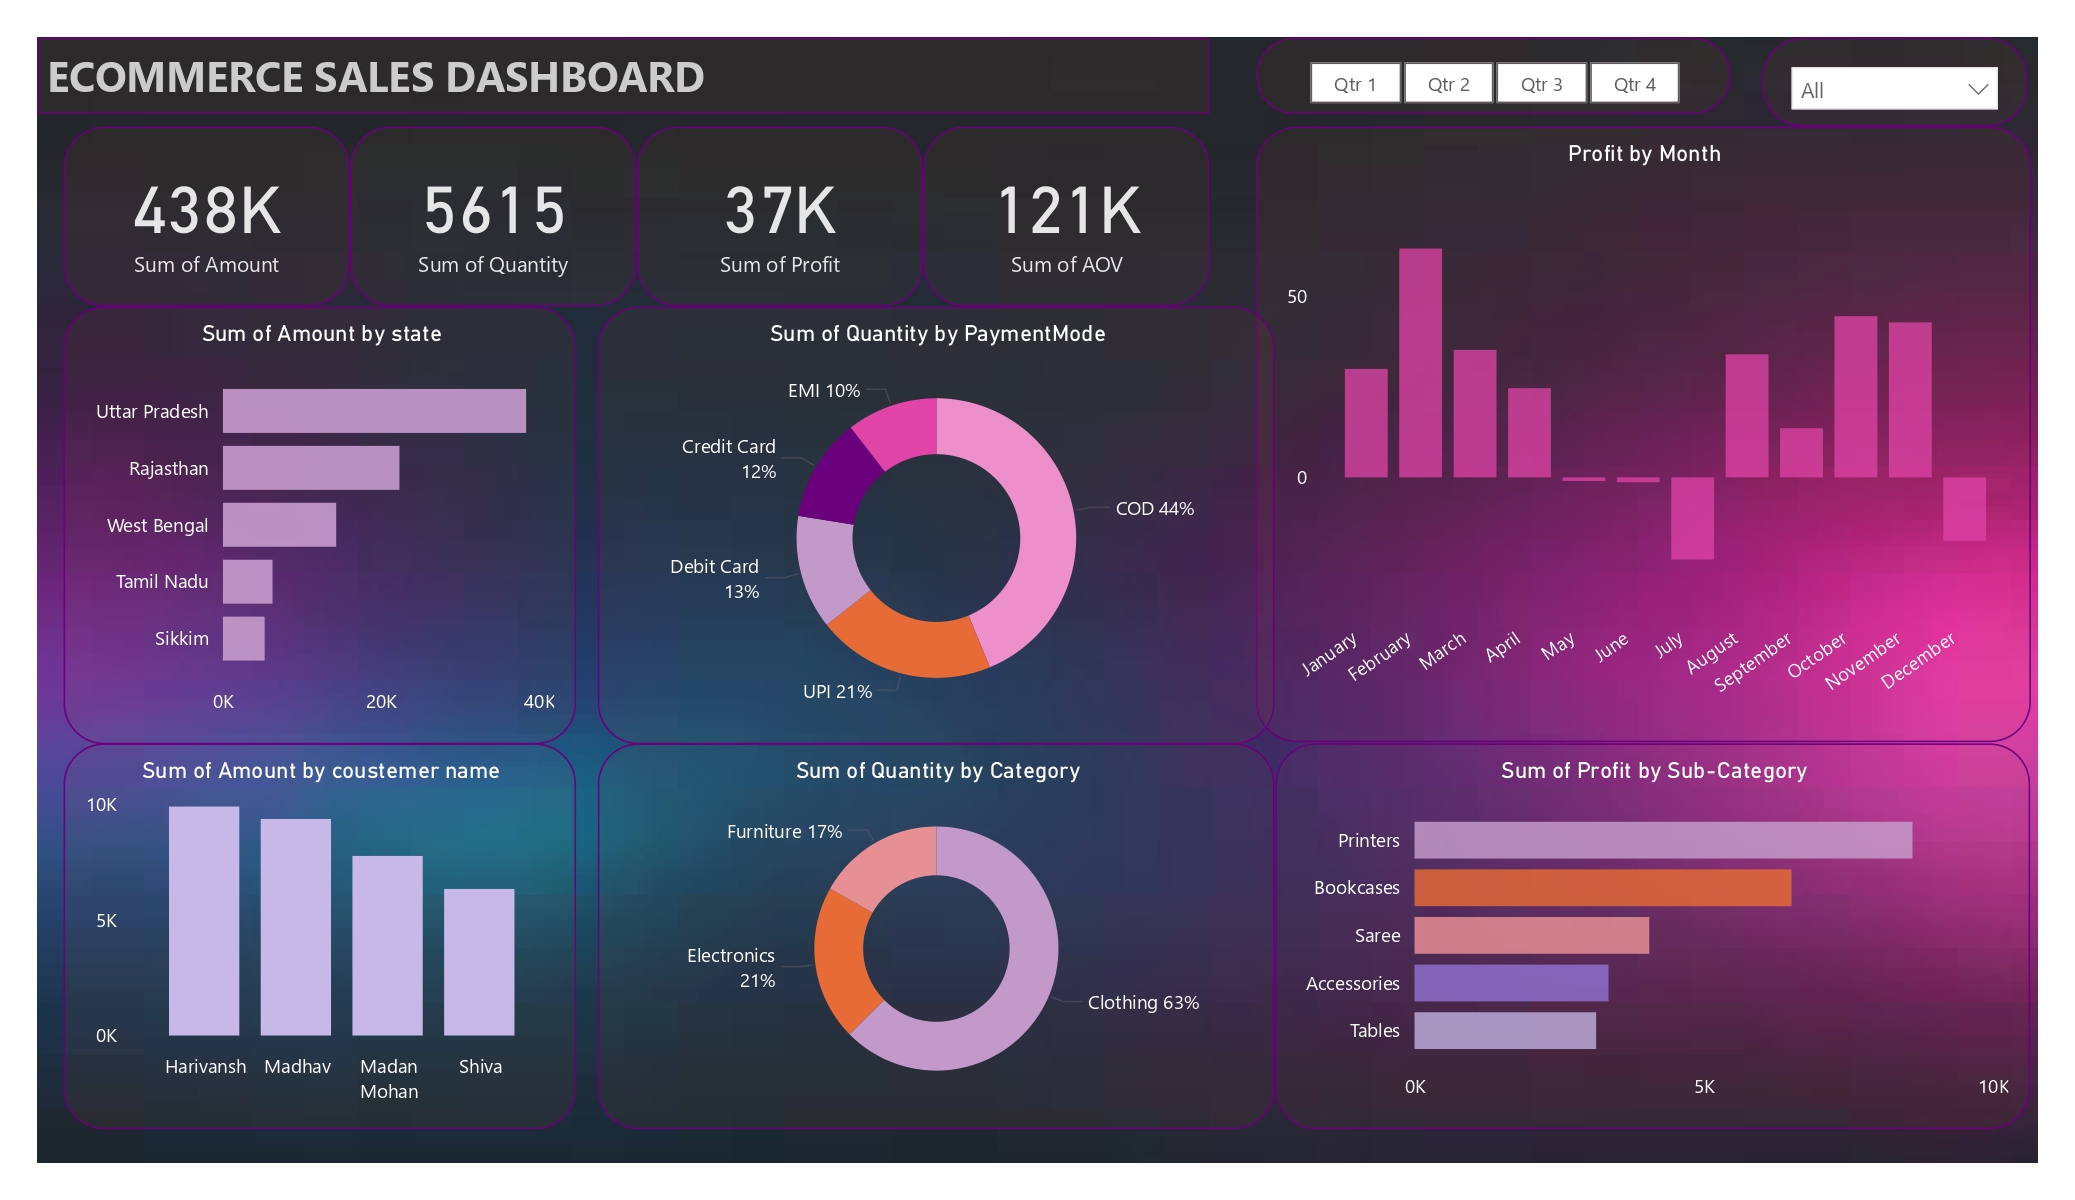 ECOMMERCE SALES DASHBOARD
Qtr 1
Qtr 2
Qtr 3
Qtr 4
All
438K
Sum of Amount
5615
Sum of Quantity
37K
Sum of Profit
121K
Sum of AOV
Profit by Month
50
0
January
February
March
April
May
June
July
August
September
October
November
December
Sum of Amount by state
Uttar Pradesh
Rajasthan
West Bengal
Tamil Nadu
Sikkim
0K
20K
40K
Sum of Quantity by PaymentMode
EMI 10%
Credit Card
12%
COD 44%
Debit Card
13%
UPI 21%
Sum of Amount by coustemer name
10K
5K
0K
Harivansh
Madhav
Madan
Mohan
Shiva
Sum of Quantity by Category
Furniture 17%
Electronics
21%
Clothing 63%
Sum of Profit by Sub-Category
Printers
Bookcases
Saree
Accessories
Tables
0K
5K
10K